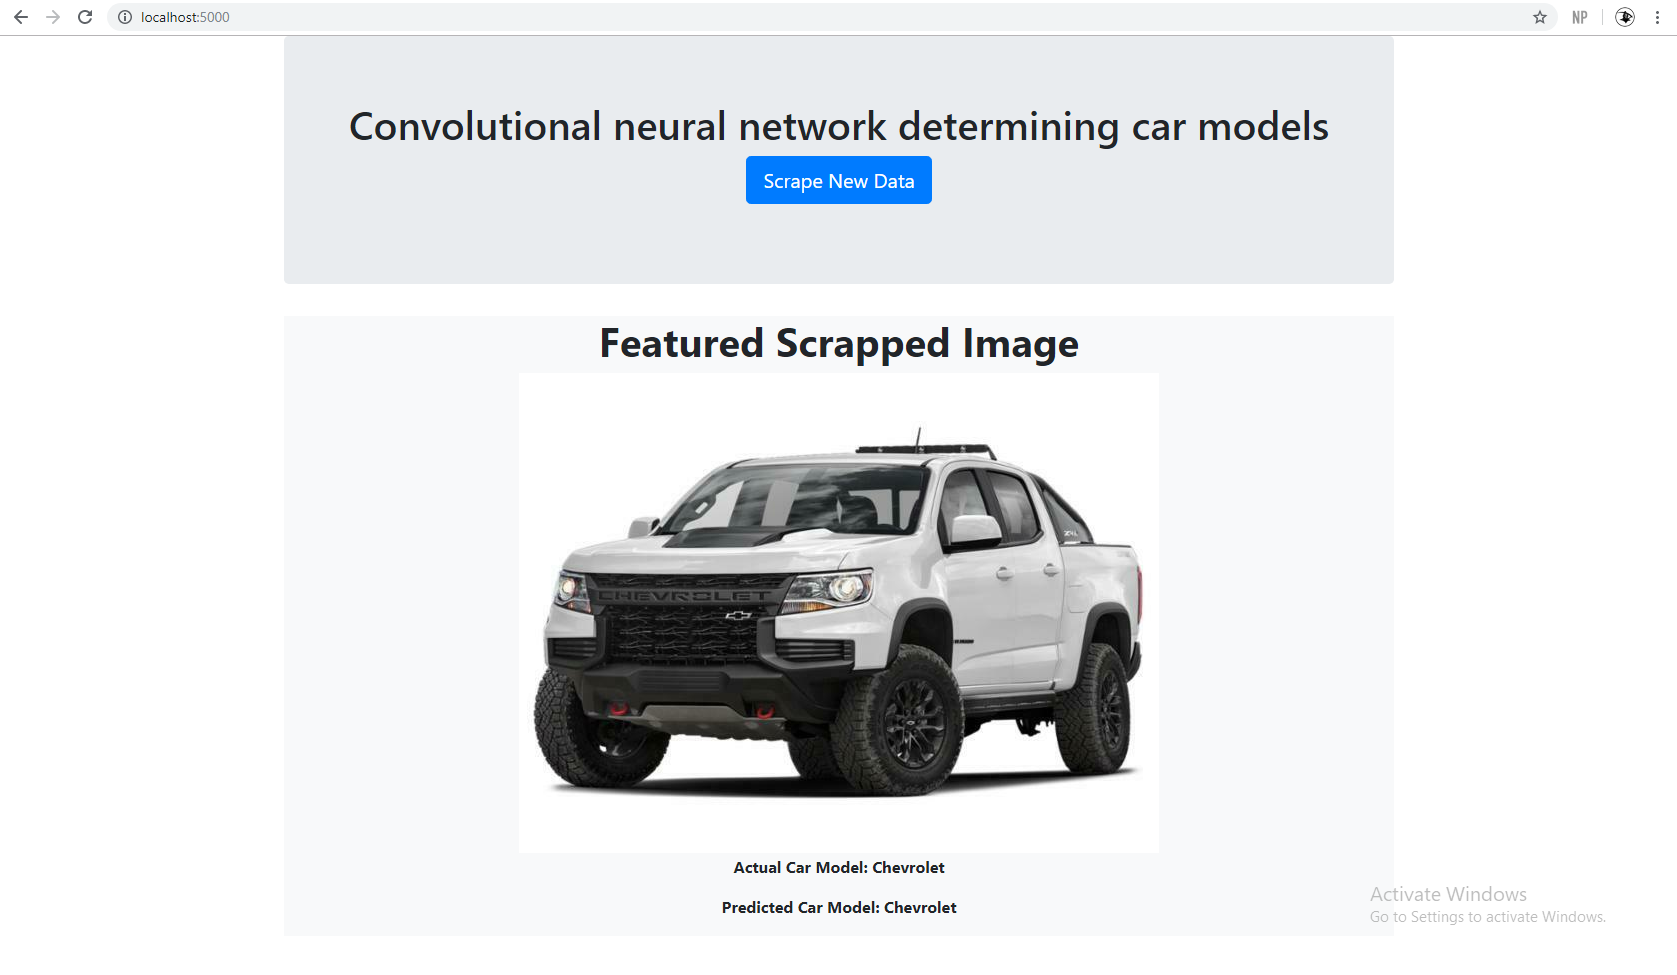 localhost:5000
NP
Convolutional neural network determining car models
Scrape New Data
Featured Scrapped Image
CHEVROLET
Actual Car Model: Chevrolet
Predicted Car Model: Chevrolet
Activate Windows
Go to Settings to activate Windows.